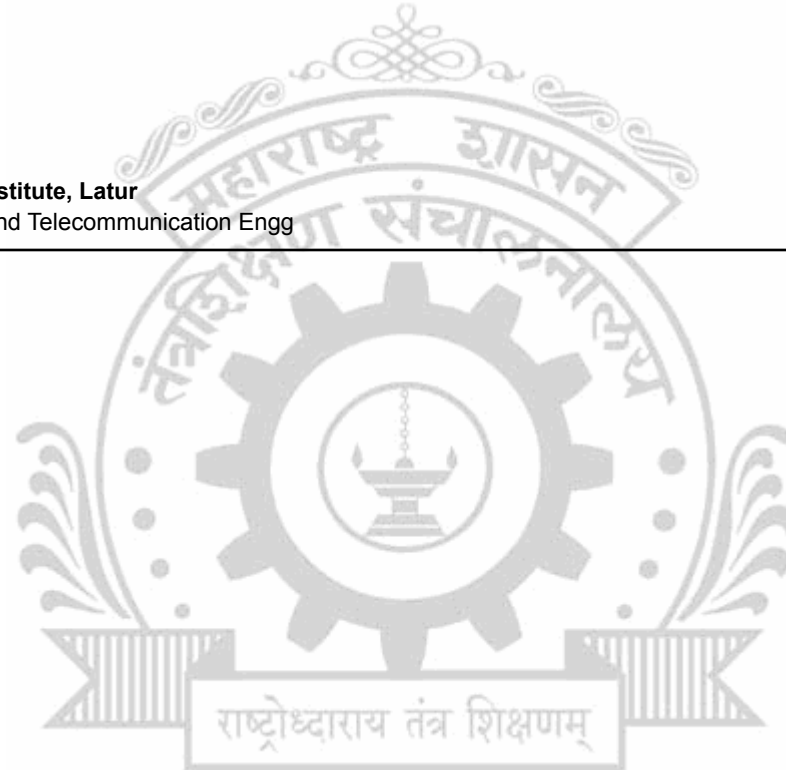 महाराष्ट्र शासन
stitute, Latur
nd Telecommunication Engg
तंत्रशिक्षण संचालनालय
राष्ट्रोध्दाराय तंत्र शिक्षणम्